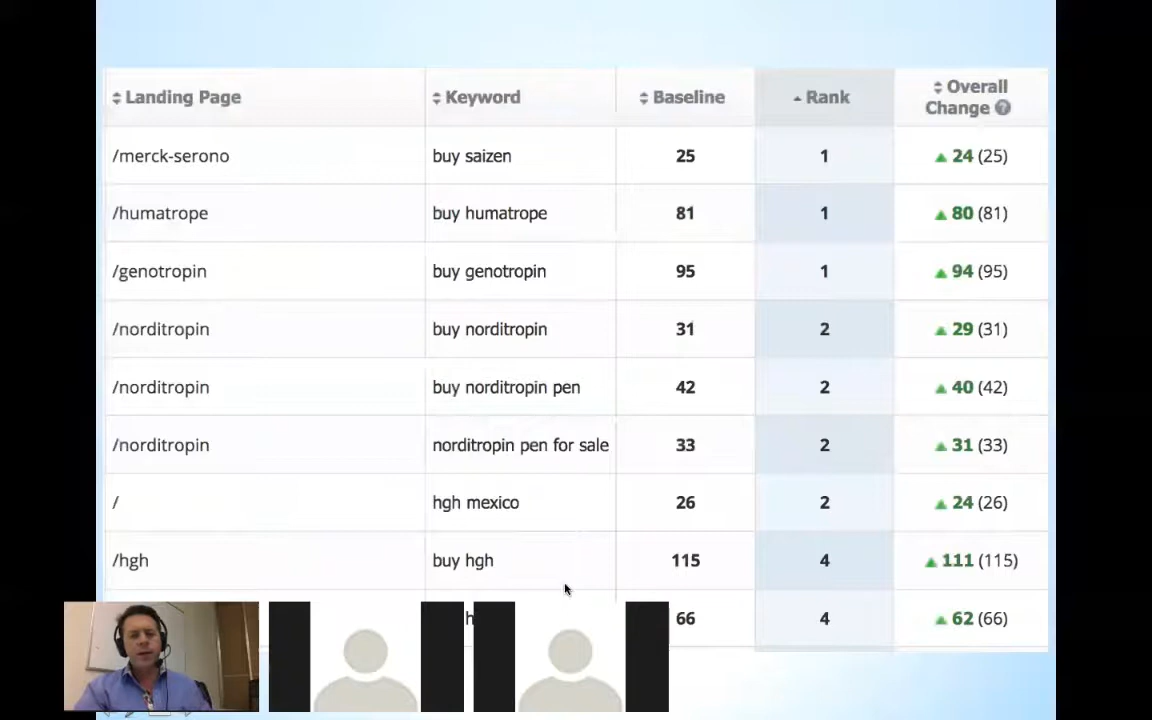 Landing Page Keyword Baseline Rank Overall Change ?
/merck-serono buy saizen 25 1 24 (25)
/humatrope buy humatrope 81 1 80 (81)
/genotropin buy genotropin 95 1 94 (95)
/norditropin buy norditropin 31 2 29 (31)
/norditropin buy norditropin pen 42 2 40 (42)
/norditropin norditropin pen for sale 33 2 31 (33)
/ hgh mexico 26 2 24 (26)
/hgh buy hgh 115 4 111 (115)
66 4 62 (66)